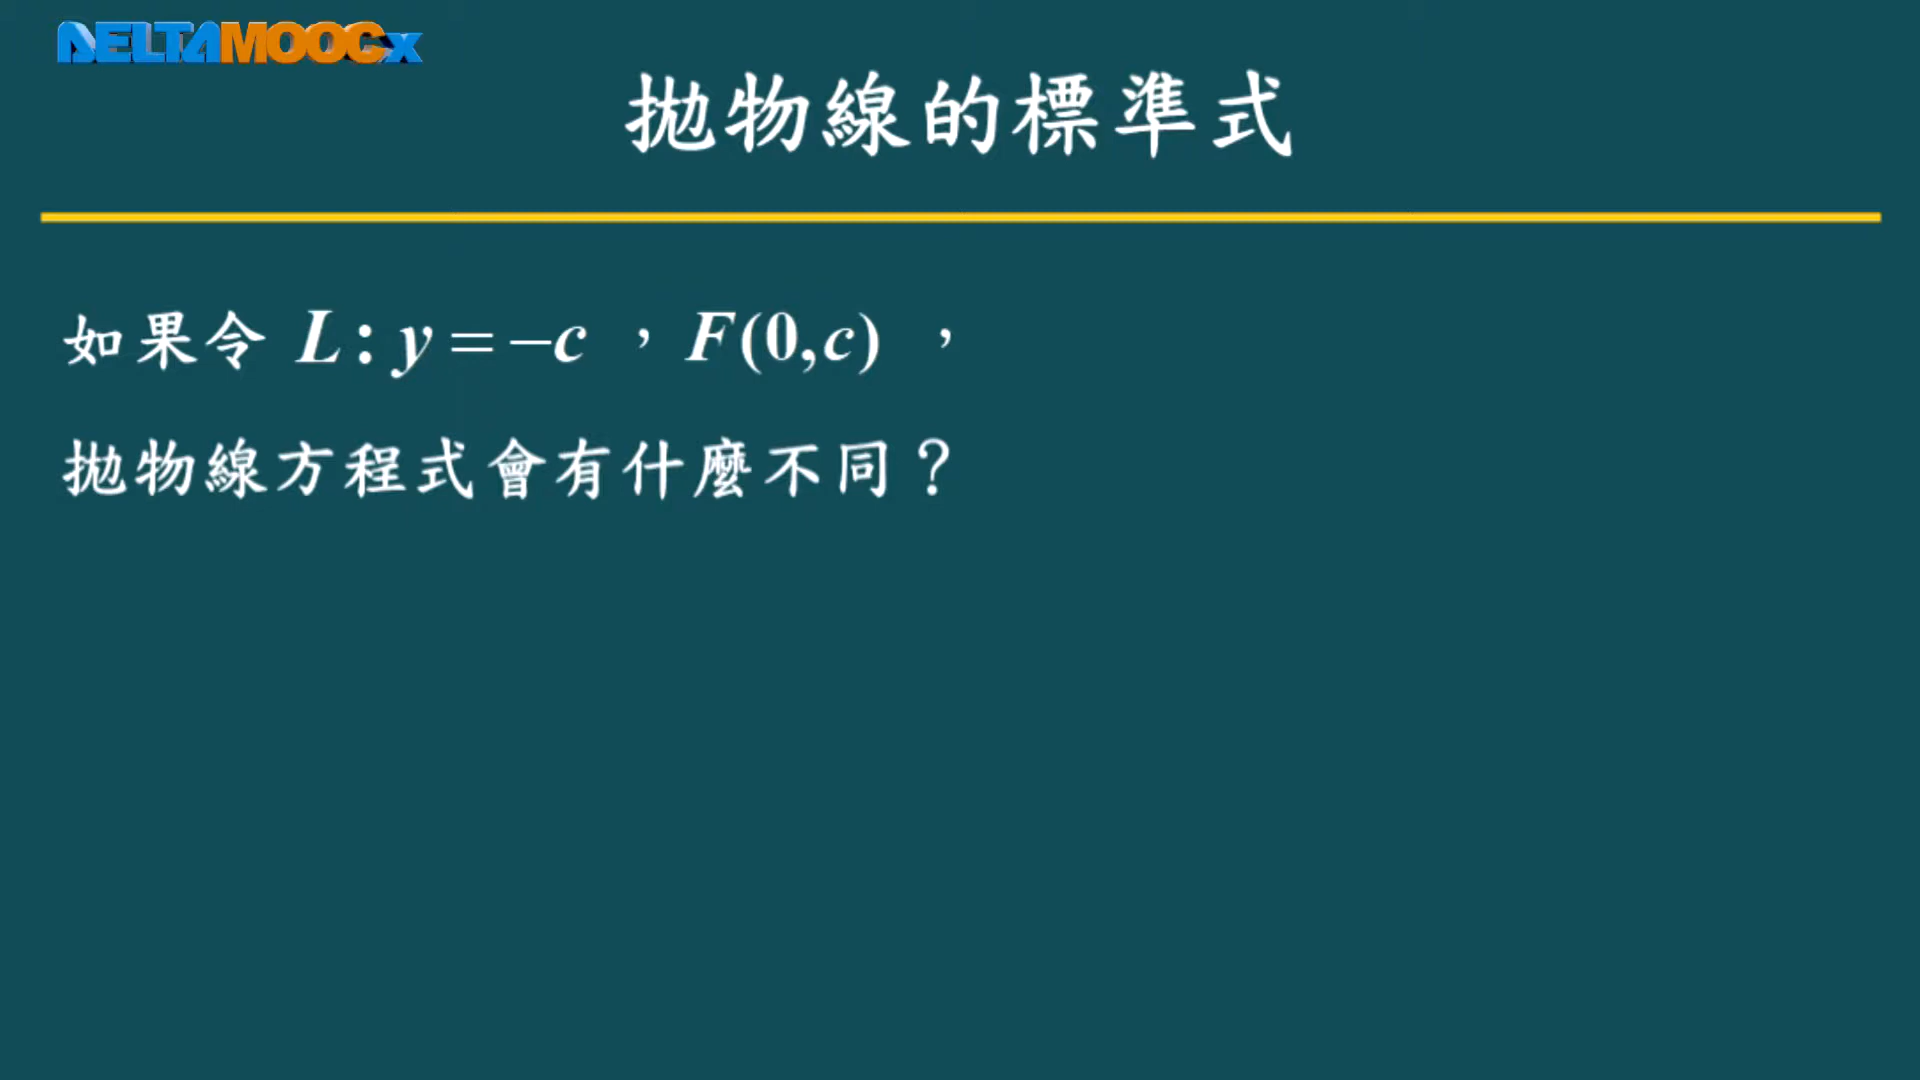 DELTAMOOCx
拋物線的標準式
如果令 L : y = −c ，F(0,c) ，
拋物線方程式會有什麼不同？